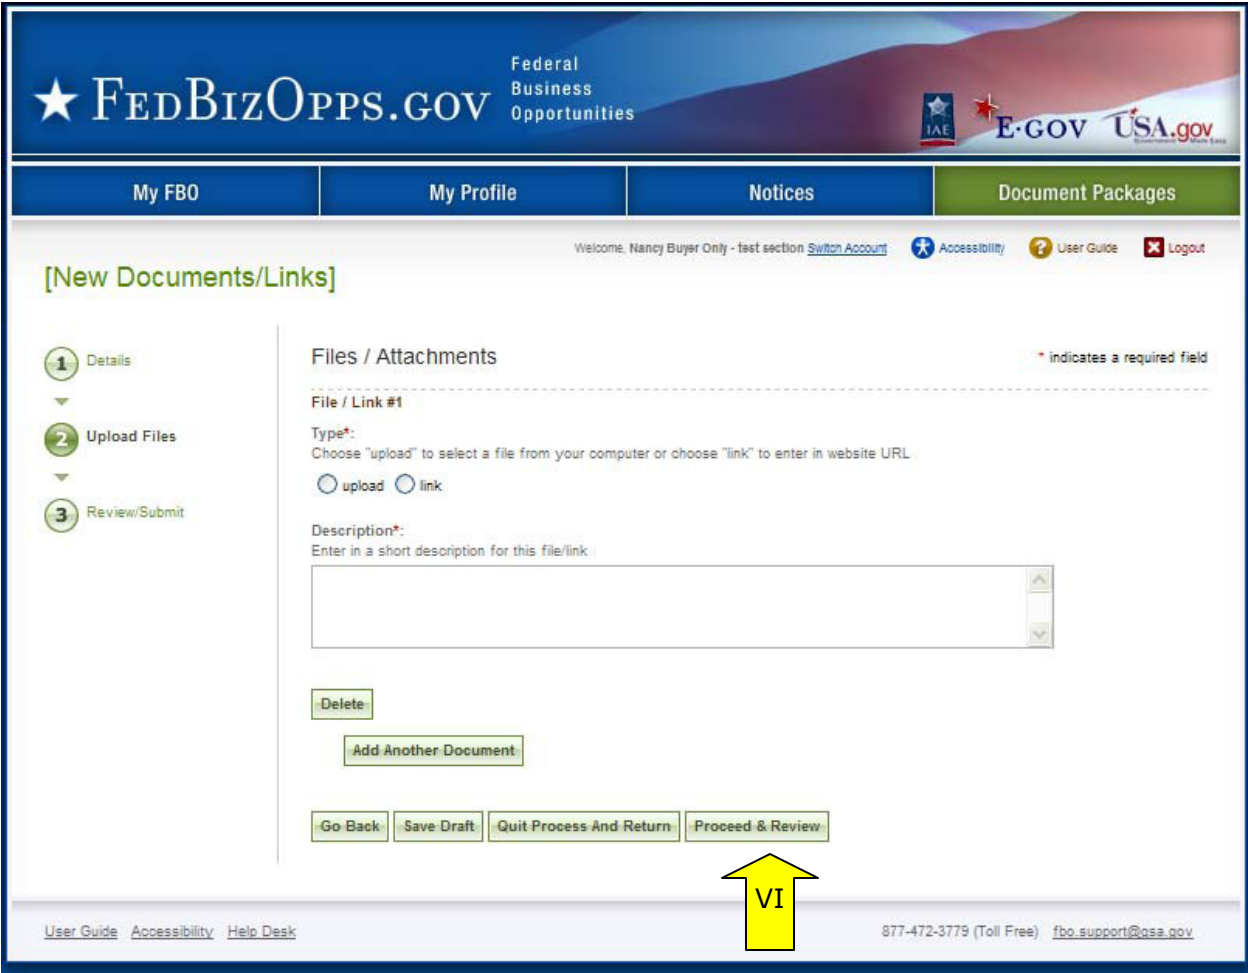 ★ FEDBIZOPPS.GOV
Federal
Business
Opportunities
IAE
E·GOV
USA.gov
Government Made Easy
My FBO
My Profile
Notices
Document Packages
Welcome, Nancy Buyer Only - test section Switch Account
Accessibility
User Guide
Logout
[New Documents/Links]
1 Details
2 Upload Files
3 Review/Submit
Files / Attachments
* indicates a required field
File / Link #1
Type*:
Choose "upload" to select a file from your computer or choose "link" to enter in website URL
upload link
Description*:
Enter in a short description for this file/link
Delete
Add Another Document
Go Back Save Draft Quit Process And Return Proceed & Review
VI
User Guide Accessibility Help Desk
877-472-3779 (Toll Free) fbo.support@gsa.gov